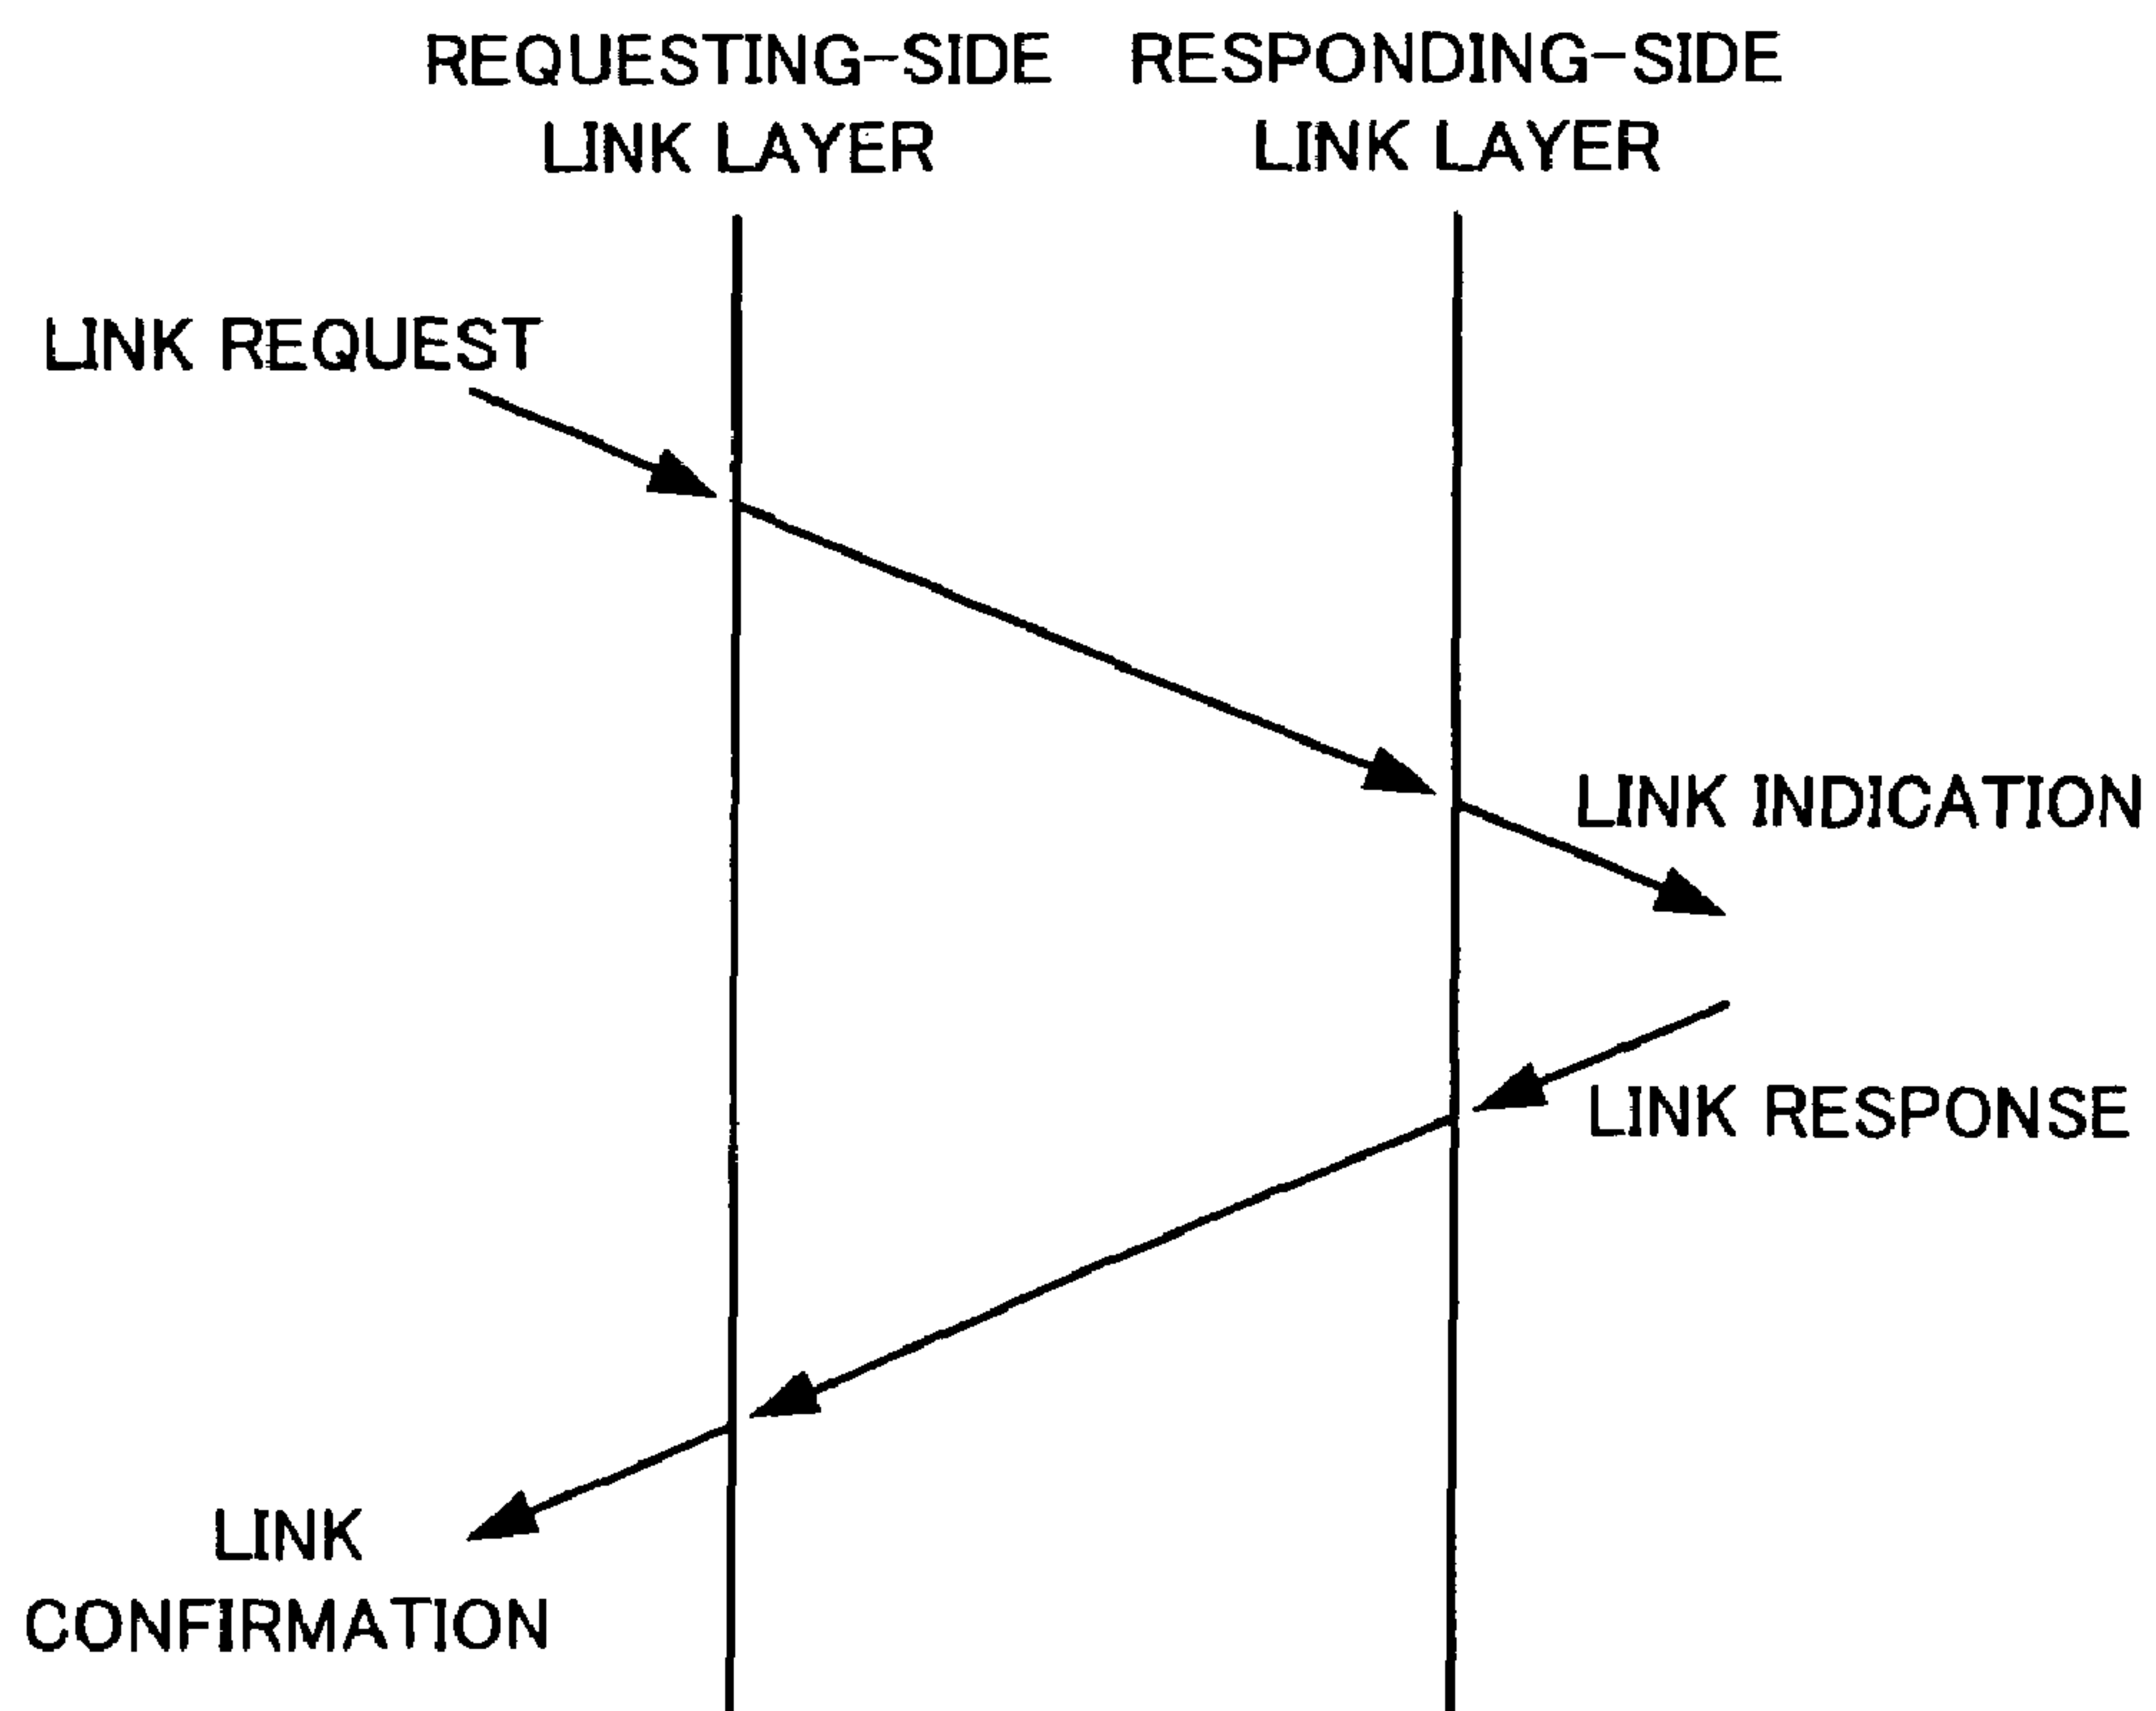 REQUESTING-SIDE
LINK LAYER
RESPONDING-SIDE
LINK LAYER
LINK REQUEST
LINK INDICATION
LINK RESPONSE
LINK
CONFIRMATION